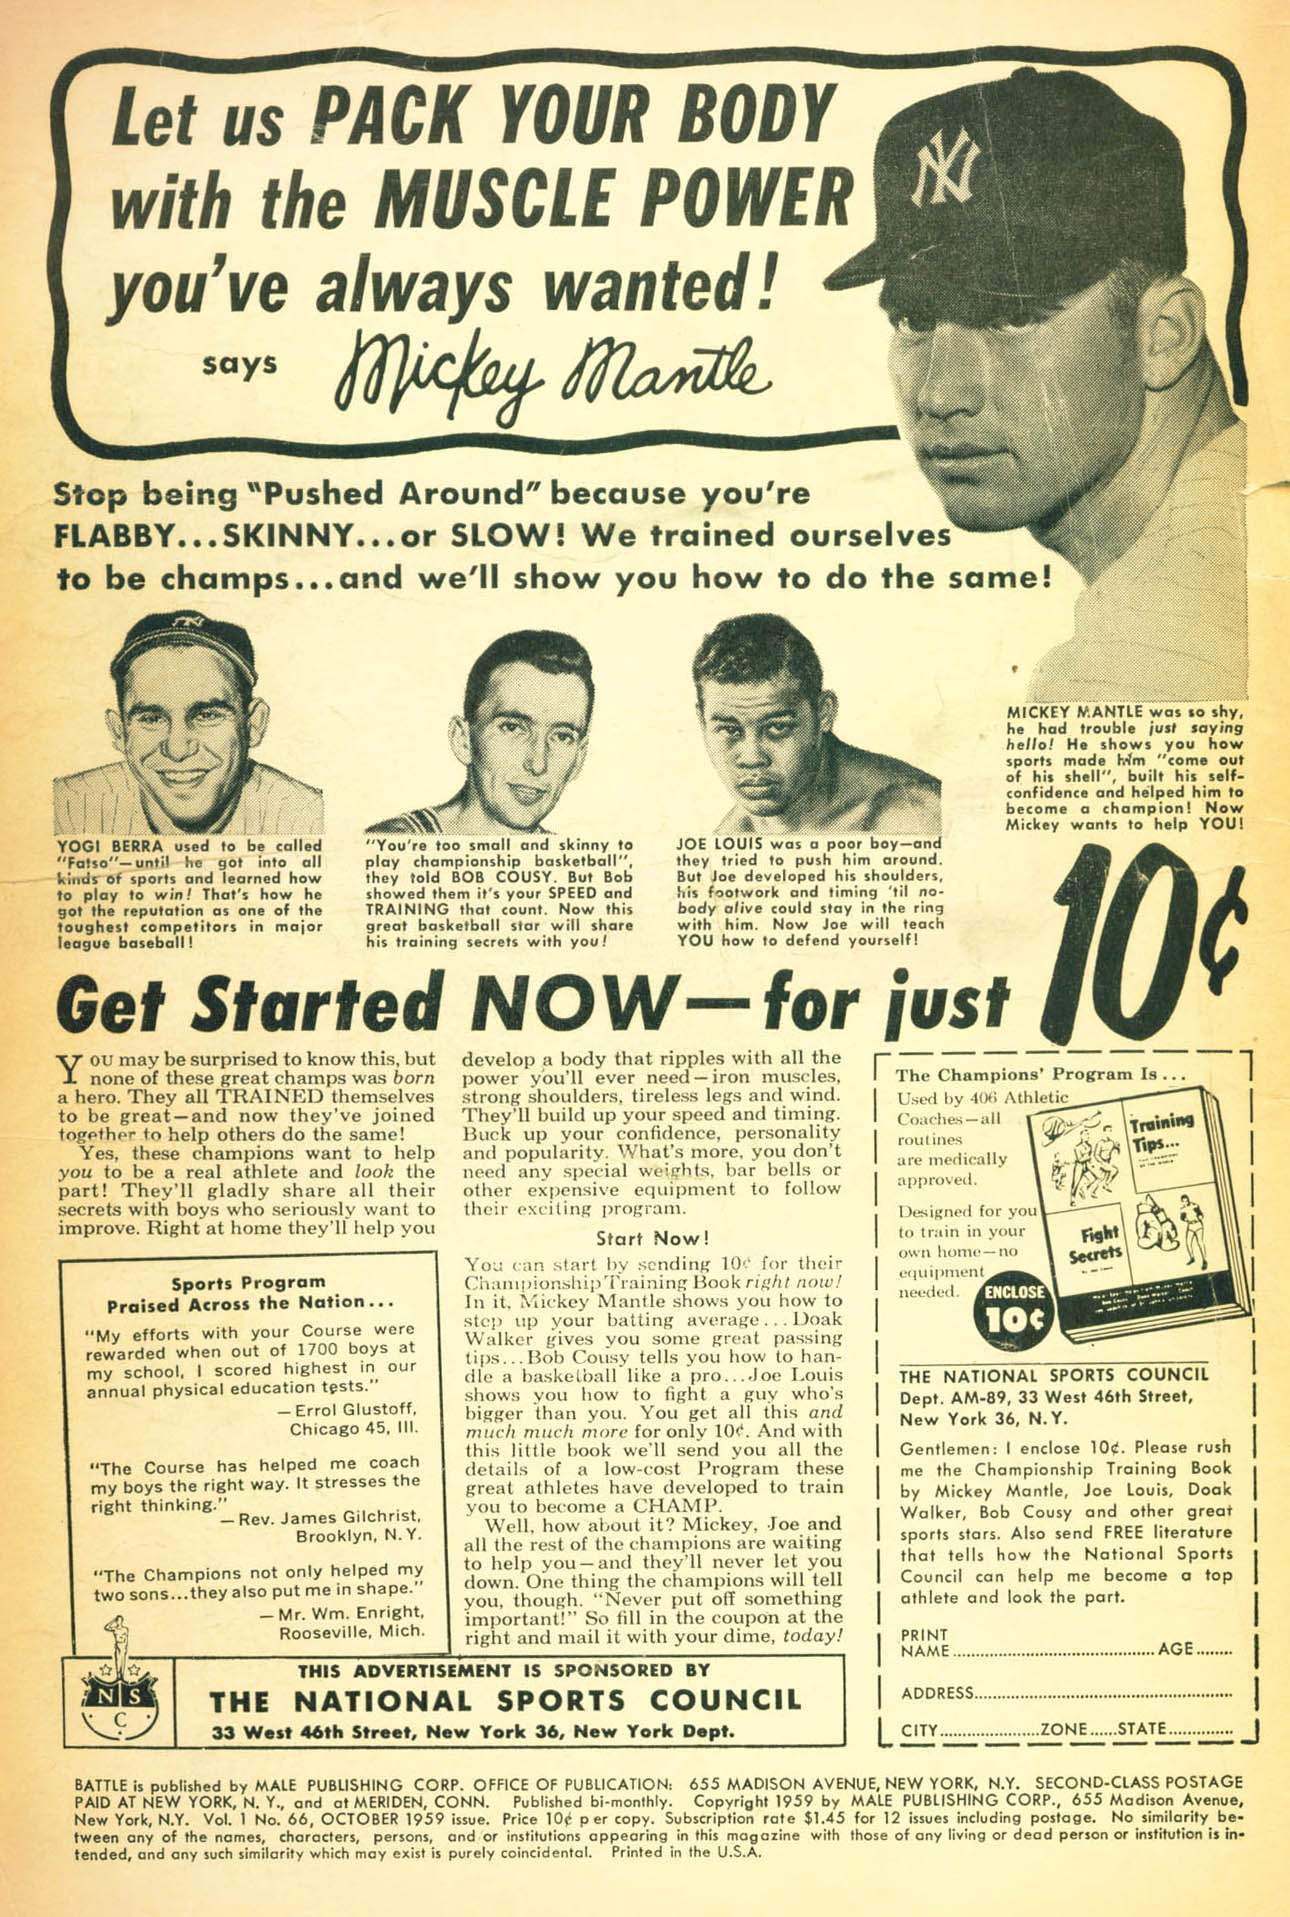 Let us PACK YOUR BODY
with the MUSCLE POWER
you've always wanted!
says Mickey Mantle
NY
Stop being "Pushed Around" because you're
FLABBY...SKINNY...or SLOW! We trained ourselves
to be champs...and we'll show you how to do the same!
MICKEY MANTLE was so shy,
he had trouble just saying
hello! He shows you how
sports made him "come out
of his shell", built his self-
confidence and helped him to
become a champion! Now
Mickey wants to help YOU!
YOGI BERRA used to be called
"Fatso"—until he got into all
kinds of sports and learned how
to play to win! That's how he
got the reputation as one of the
toughest competitors in major
league baseball!
"You're too small and skinny to
play championship basketball",
they told BOB COUSY. But Bob
showed them it's your SPEED and
TRAINING that count. Now this
great basketball star will share
his training secrets with you!
JOE LOUIS was a poor boy—and
they tried to push him around.
But Joe developed his shoulders,
his footwork and timing 'til no-
body alive could stay in the ring
with him. Now Joe will teach
YOU how to defend yourself!
Get Started NOW—for just 10¢
YOU may be surprised to know this, but
none of these great champs was born
a hero. They all TRAINED themselves
to be great—and now they've joined
together to help others do the same!
Yes, these champions want to help
you to be a real athlete and look the
part! They'll gladly share all their
secrets with boys who seriously want to
improve. Right at home they'll help you
develop a body that ripples with all the
power you'll ever need—iron muscles,
strong shoulders, tireless legs and wind.
They'll build up your speed and timing.
Buck up your confidence, personality
and popularity. What's more, you don't
need any special weights, bar bells or
other expensive equipment to follow
their exciting program.
Start Now!
You can start by sending 10¢ for their
Championship Training Book right now!
In it, Mickey Mantle shows you how to
step up your batting average...Doak
Walker gives you some great passing
tips...Bob Cousy tells you how to han-
dle a basketball like a pro...Joe Louis
shows you how to fight a guy who's
bigger than you. You get all this and
much much more for only 10¢. And with
this little book we'll send you all the
details of a low-cost Program these
great athletes have developed to train
you to become a CHAMP.
Well, how about it? Mickey, Joe and
all the rest of the champions are waiting
to help you—and they'll never let you
down. One thing the champions will tell
you, though. "Never put off something
important!" So fill in the coupon at the
right and mail it with your dime, today!
Sports Program
Praised Across the Nation...
"My efforts with your Course were
rewarded when out of 1700 boys at
my school, I scored highest in our
annual physical education tests."
—Errol Glustoff,
Chicago 45, Ill.
"The Course has helped me coach
my boys the right way. It stresses the
right thinking."
—Rev. James Gilchrist,
Brooklyn, N.Y.
"The Champions not only helped my
two sons...they also put me in shape."
—Mr. Wm. Enright,
Rooseville, Mich.
NSC
THIS ADVERTISEMENT IS SPONSORED BY
THE NATIONAL SPORTS COUNCIL
33 West 46th Street, New York 36, New York Dept.
The Champions' Program Is...
Used by 406 Athletic
Coaches—all
routines
are medically
approved.
Designed for you
to train in your
own home—no
equipment
needed.
Training
Tips...
Fight
Secrets
ENCLOSE
10¢
THE NATIONAL SPORTS COUNCIL
Dept. AM-89, 33 West 46th Street,
New York 36, N.Y.
Gentlemen: I enclose 10¢. Please rush
me the Championship Training Book
by Mickey Mantle, Joe Louis, Doak
Walker, Bob Cousy and other great
sports stars. Also send FREE literature
that tells how the National Sports
Council can help me become a top
athlete and look the part.
PRINT
NAME........................................AGE........
ADDRESS....................................................
CITY....................ZONE......STATE.............
BATTLE is published by MALE PUBLISHING CORP. OFFICE OF PUBLICATION: 655 MADISON AVENUE, NEW YORK, N.Y. SECOND-CLASS POSTAGE
PAID AT NEW YORK, N. Y., and at MERIDEN, CONN. Published bi-monthly. Copyright 1959 by MALE PUBLISHING CORP., 655 Madison Avenue,
New York, N.Y. Vol. 1 No. 66, OCTOBER 1959 issue. Price 10¢ per copy. Subscription rate $1.45 for 12 issues including postage. No similarity be-
tween any of the names, characters, persons, and or institutions appearing in this magazine with those of any living or dead person or institution is in-
tended, and any such similarity which may exist is purely coincidental. Printed in the U.S.A.